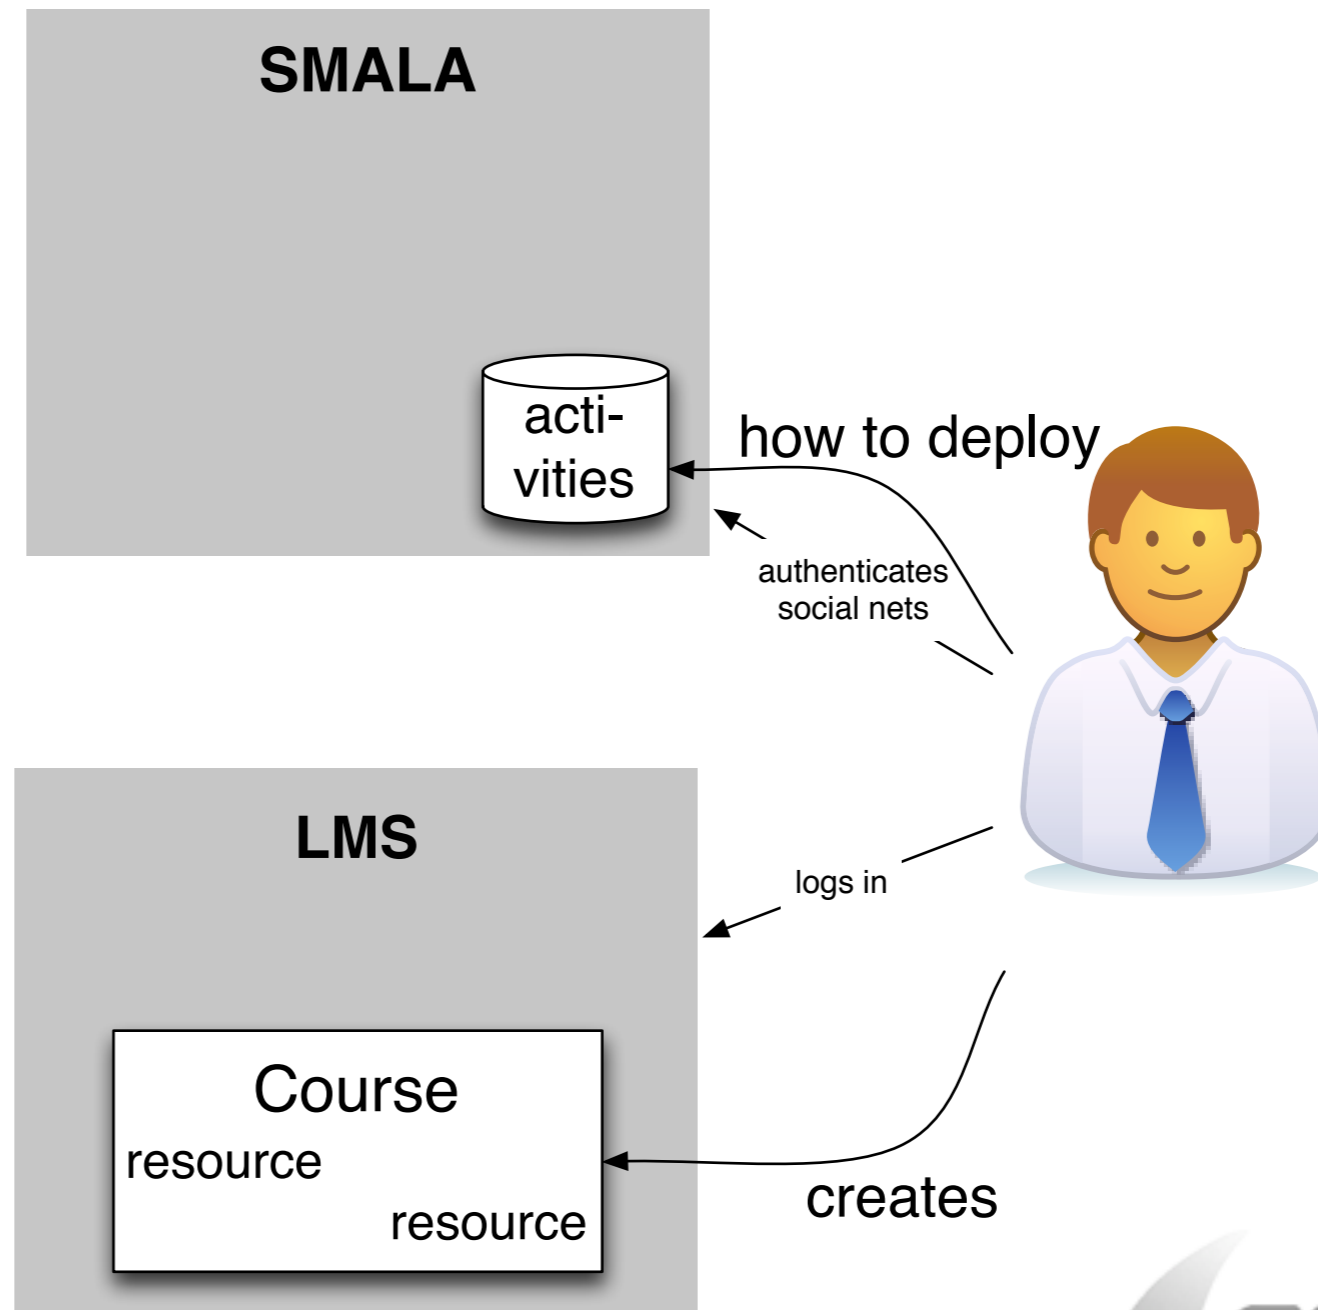 SMALA
acti-
vities
how to deploy
authenticates
social nets
LMS
logs in
Course
resource
resource
creates